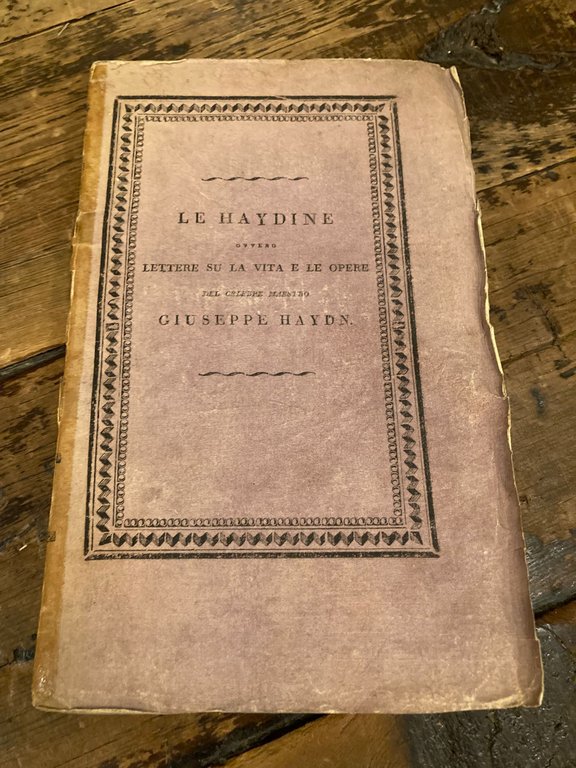 LE HAYDINE
OVVERO
LETTERE SU LA VITA E LE OPERE
DEL CELEBRE MAESTRO
GIUSEPPE HAYDN.